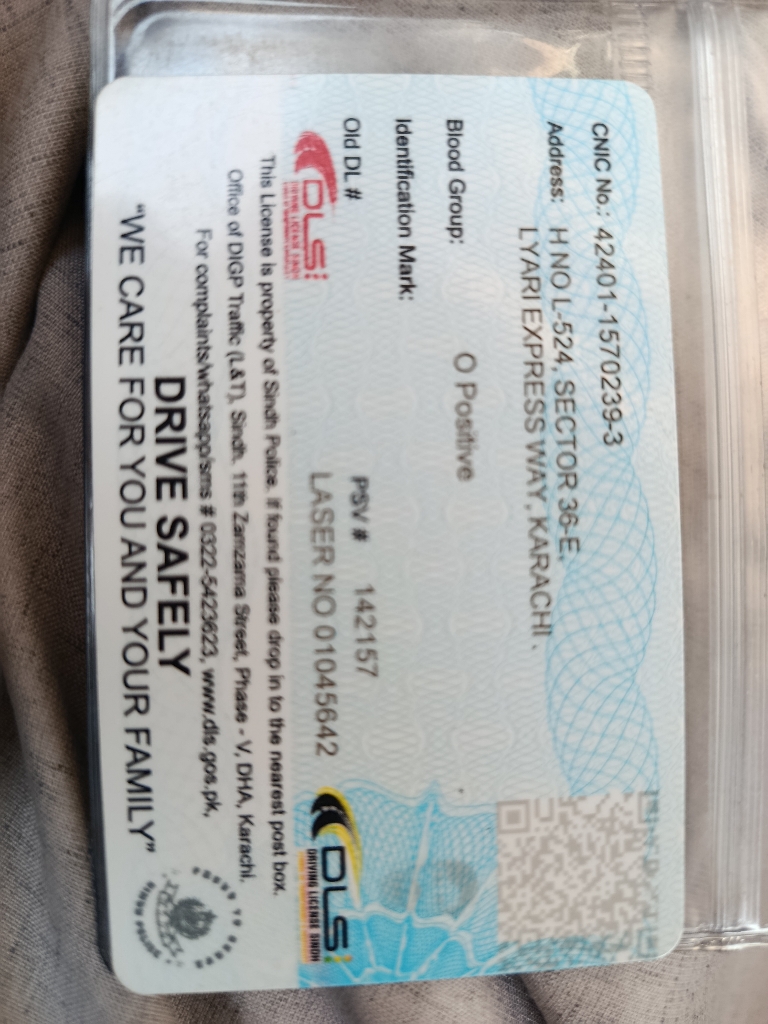 CNIC No.: 42401-1570239-3
Address: H NO L-524, SECTOR 36-E,
LYARI EXPRESS WAY, KARACHI .
Blood Group: O Positive
Identification Mark:
Old DL # PSV # 142157
LASER NO 01045642
DLS
DRIVING LICENSE SINDH
DLS
DRIVING LICENSE SINDH
This License is property of Sindh Police. If found please drop in to the nearest post box.
Office of DIGP Traffic (L&T), Sindh, 11th Zamzama Street, Phase - V, DHA, Karachi.
For complaints/whatsapp/sms # 0322-5423623, www.dls.gos.pk,
DRIVE SAFELY
"WE CARE FOR YOU AND YOUR FAMILY"